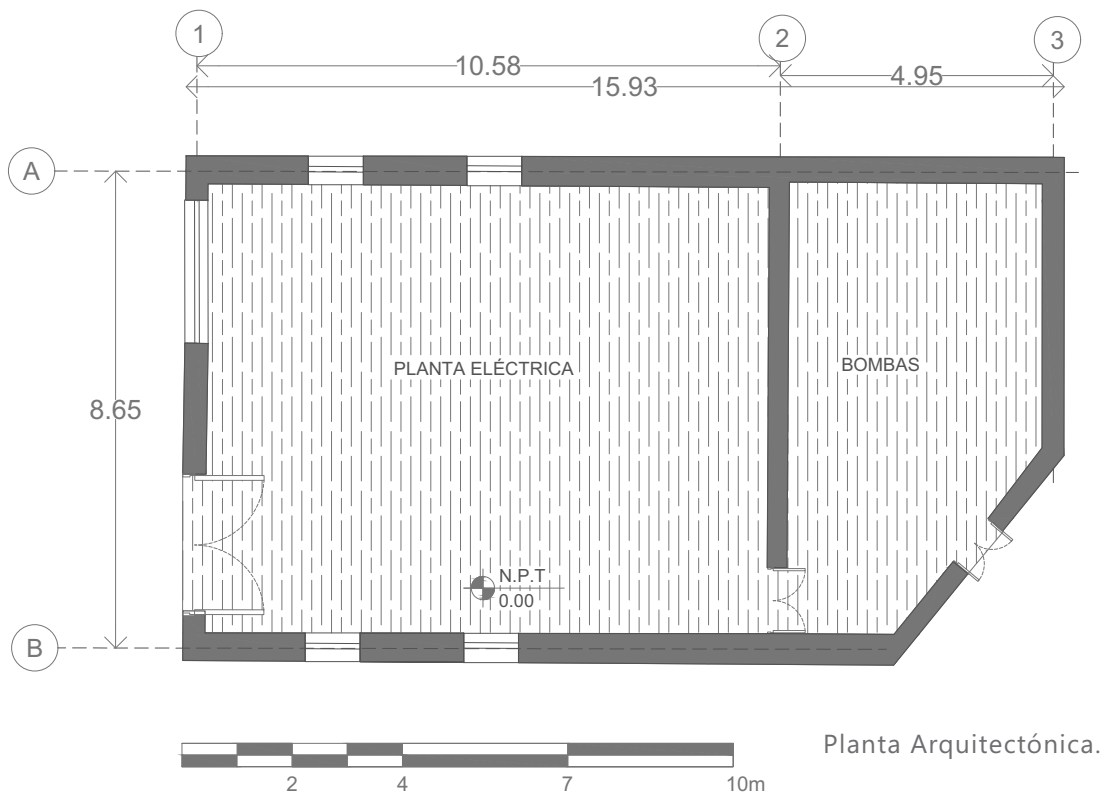 1
2
3
10.58
4.95
15.93
A
8.65
PLANTA ELÉCTRICA
BOMBAS
N.P.T
0.00
B
2 4 7 10m
Planta Arquitectónica.